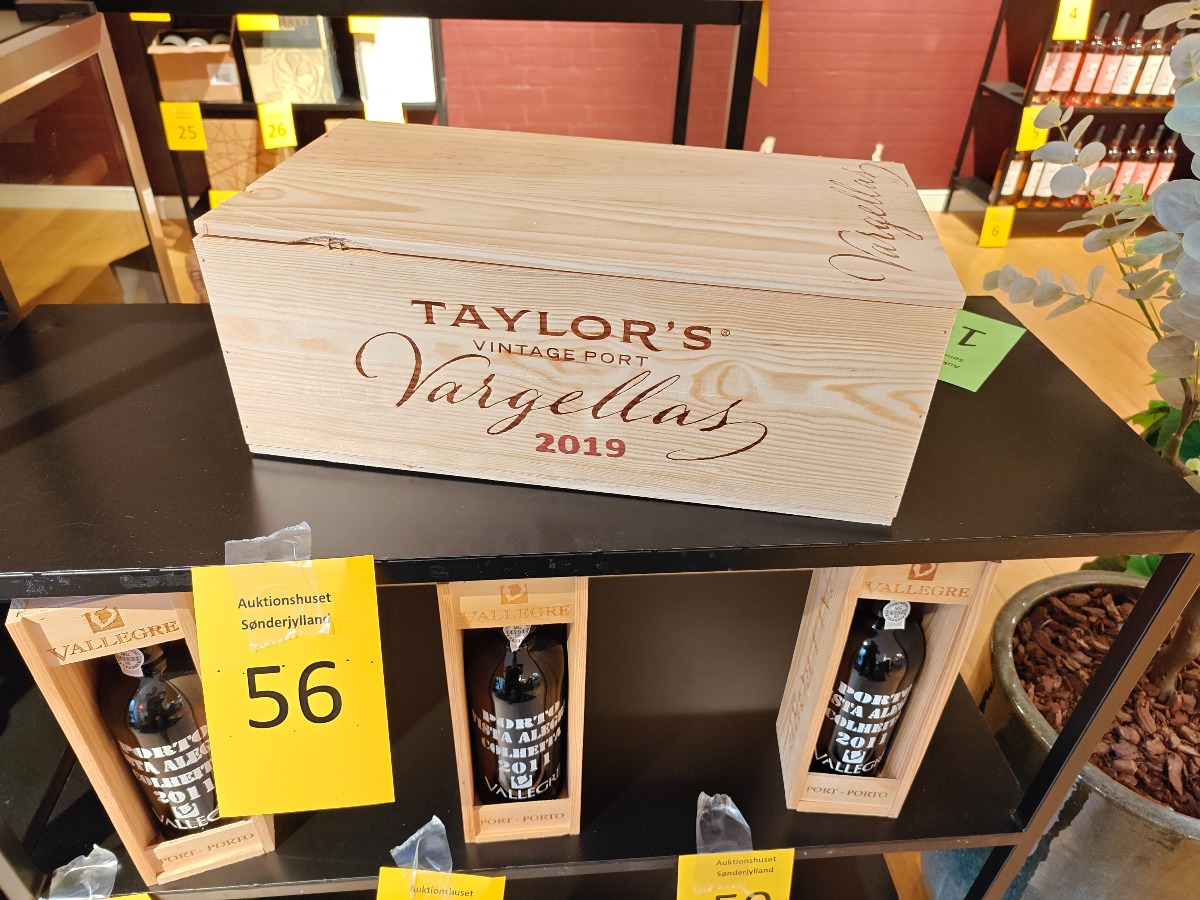 25
26
4
5
6
Vargellas
TAYLOR'S®
VINTAGE PORT
Vargellas
2019
1
Auktionshuset
Sønderjylland
56
VALLEGRE
PORTO
VISTA ALEGRE
COLHEITA
2011
VALLEGRE
PORT - PORTO
VALLEGRE
PORTO
VISTA ALEGRE
COLHEITA
2011
VALLEGRE
PORT - PORTO
VALLEGRE
PORTO
VISTA ALEGRE
COLHEITA
2011
VALLEGRE
PORT - PORTO
Auktionshuset
Auktionshuset
Sønderjylland